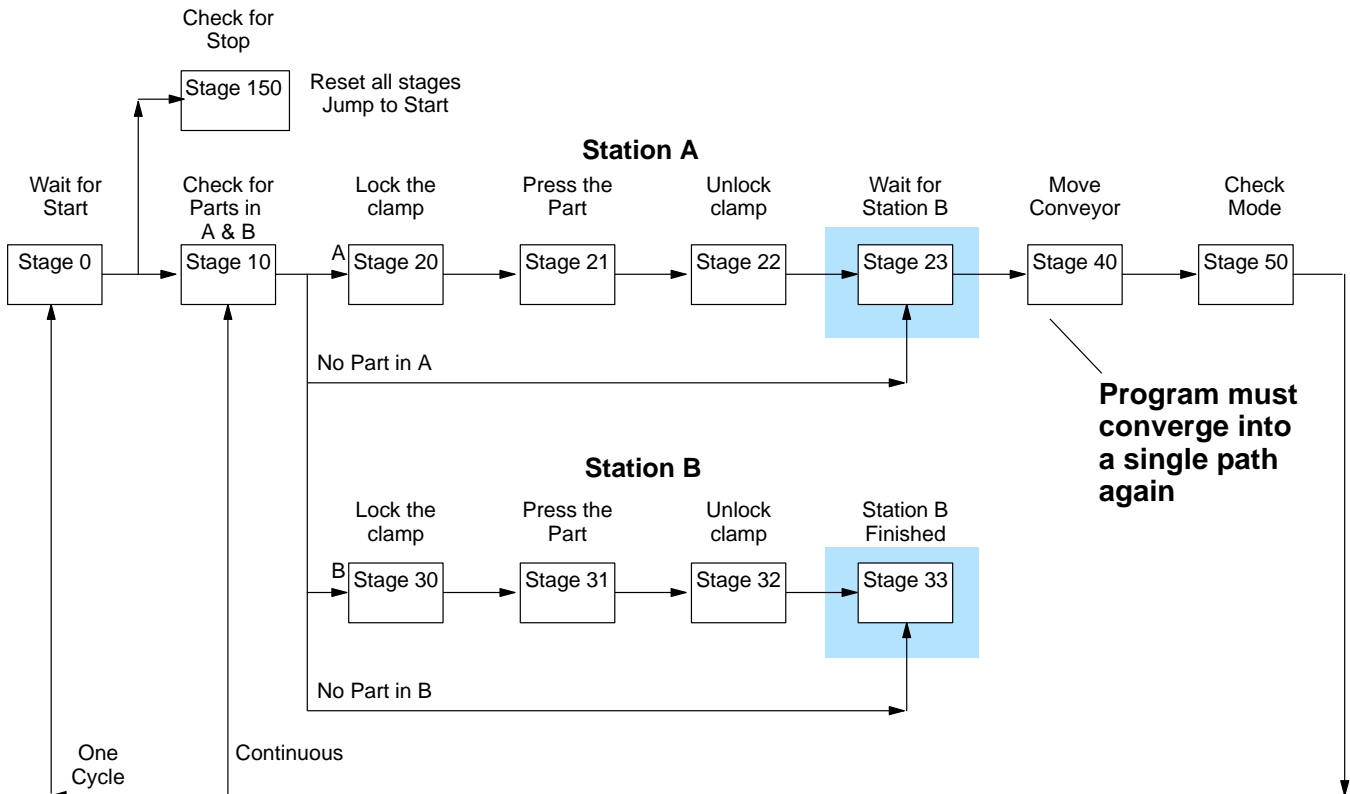 Check for
Stop
Stage 150
Reset all stages
Jump to Start
Station A
Wait for
Start
Check for
Parts in
A & B
Lock the
clamp
Press the
Part
Unlock
clamp
Wait for
Station B
Move
Conveyor
Check
Mode
Stage 0
Stage 10
A
Stage 20
Stage 21
Stage 22
Stage 23
Stage 40
Stage 50
No Part in A
Program must
converge into
a single path
again
Station B
Lock the
clamp
Press the
Part
Unlock
clamp
Station B
Finished
B
Stage 30
Stage 31
Stage 32
Stage 33
No Part in B
One
Cycle
Continuous